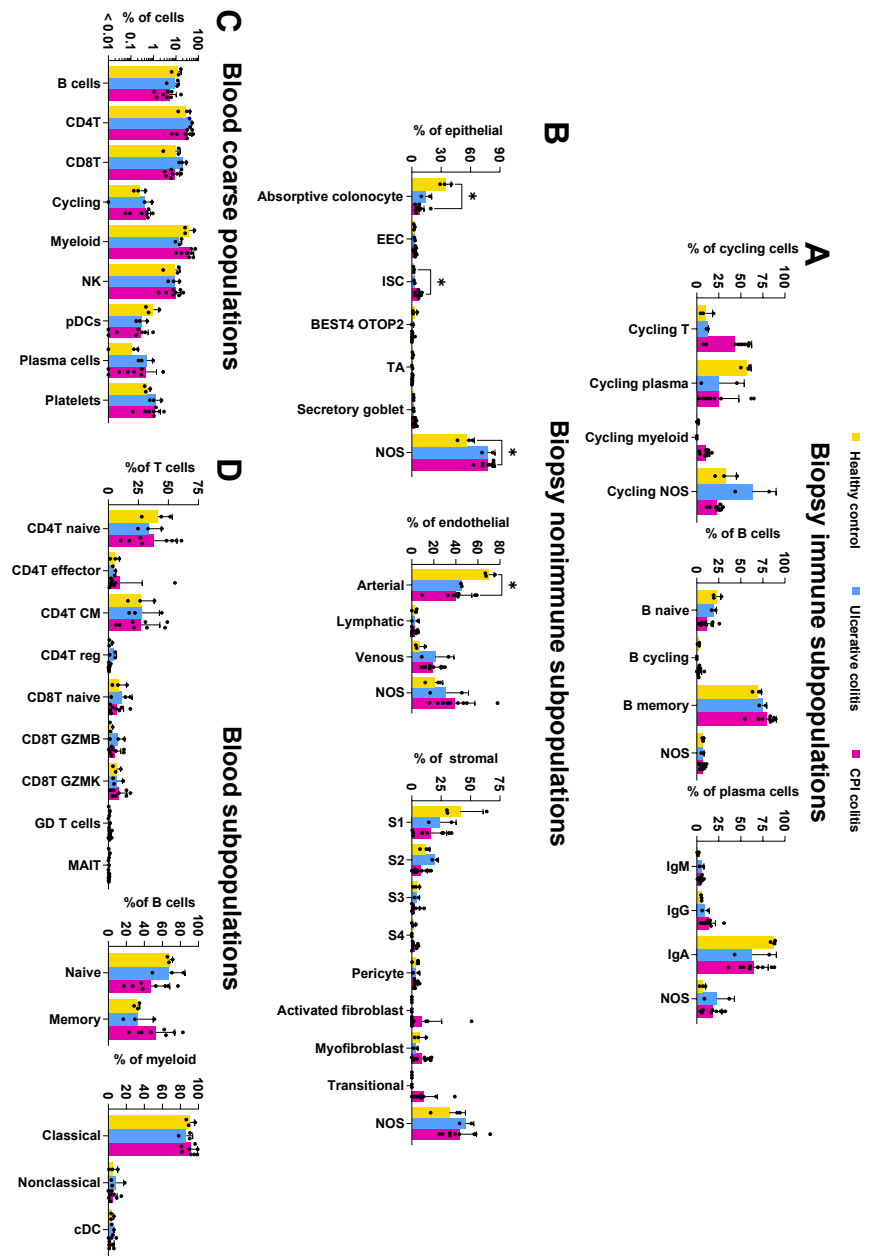 Healthy control
Ulcerative colitis
CPI colitis
A
Biopsy immune subpopulations
% of cycling cells
100
75
50
25
0
Cycling T
Cycling plasma
Cycling myeloid
Cycling NOS
% of B cells
100
75
50
25
0
B naive
B cycling
B memory
NOS
% of plasma cells
100
75
50
25
0
IgM
IgG
IgA
NOS
B
Biopsy nonimmune subpopulations
% of epithelial
90
60
30
0
*
*
*
Absorptive colonocyte
EEC
ISC
BEST4 OTOP2
TA
Secretory goblet
NOS
% of endothelial
80
60
40
20
0
*
Arterial
Lymphatic
Venous
NOS
% of stromal
75
50
25
0
S1
S2
S3
S4
Pericyte
Activated fibroblast
Myofibroblast
Transitional
NOS
C
Blood coarse populations
% of cells
100
10
1
0.1
< 0.01
B cells
CD4T
CD8T
Cycling
Myeloid
NK
pDCs
Plasma cells
Platelets
D
Blood subpopulations
%of T cells
75
50
25
0
CD4T naive
CD4T effector
CD4T CM
CD4T reg
CD8T naive
CD8T GZMB
CD8T GZMK
GD T cells
MAIT
%of B cells
100
80
60
40
20
0
Naive
Memory
% of myeloid
100
80
60
40
20
0
Classical
Nonclassical
cDC